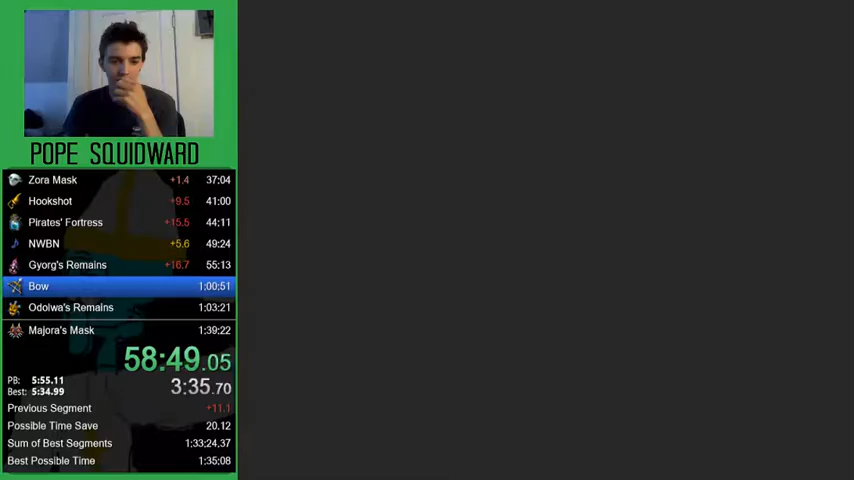 POPE SQUIDWARD
Zora Mask +1.4 37:04
Hookshot +9.5 41:00
Pirates' Fortress +15.5 44:11
NWBN +5.6 49:24
Gyorg's Remains +16.7 55:13
Bow 1:00:51
Odolwa's Remains 1:03:21
Majora's Mask 1:39:22
58:49.05
PB: 5:55.11
Best: 5:34.99
3:35.70
Previous Segment +11.1
Possible Time Save 20.12
Sum of Best Segments 1:33:24.37
Best Possible Time 1:35:08